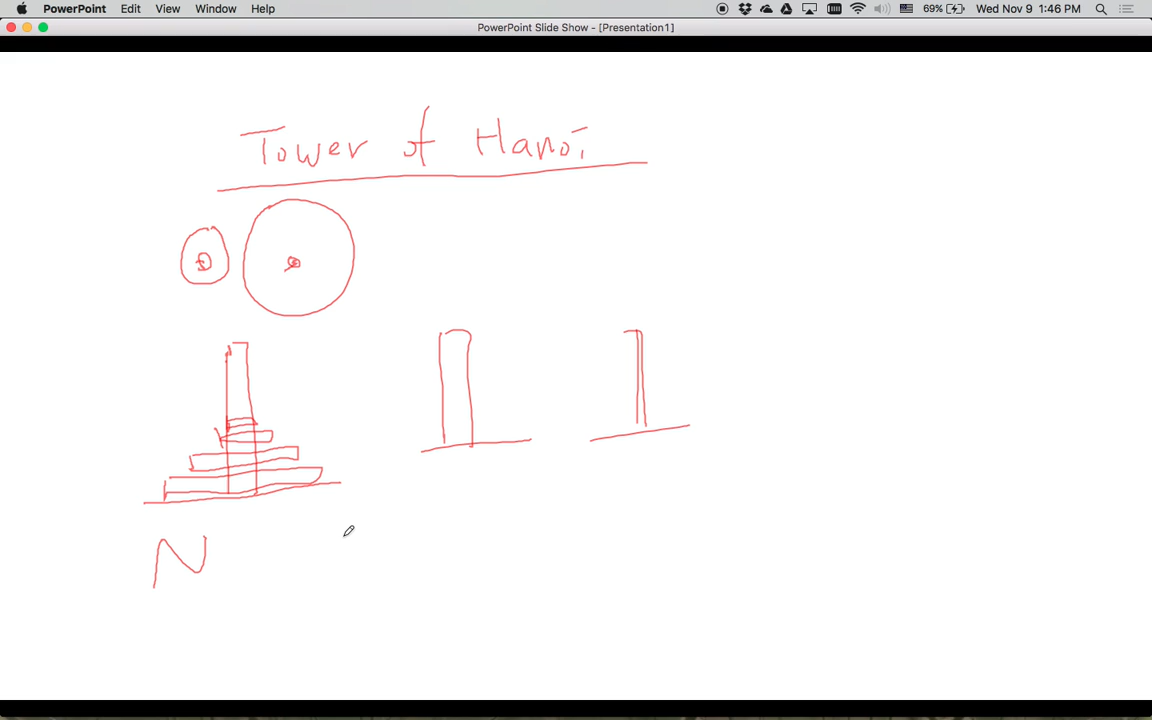 PowerPoint Edit View Window Help 69% Wed Nov 9 1:46 PM
PowerPoint Slide Show - [Presentation1]
Tower of Hanoi
N